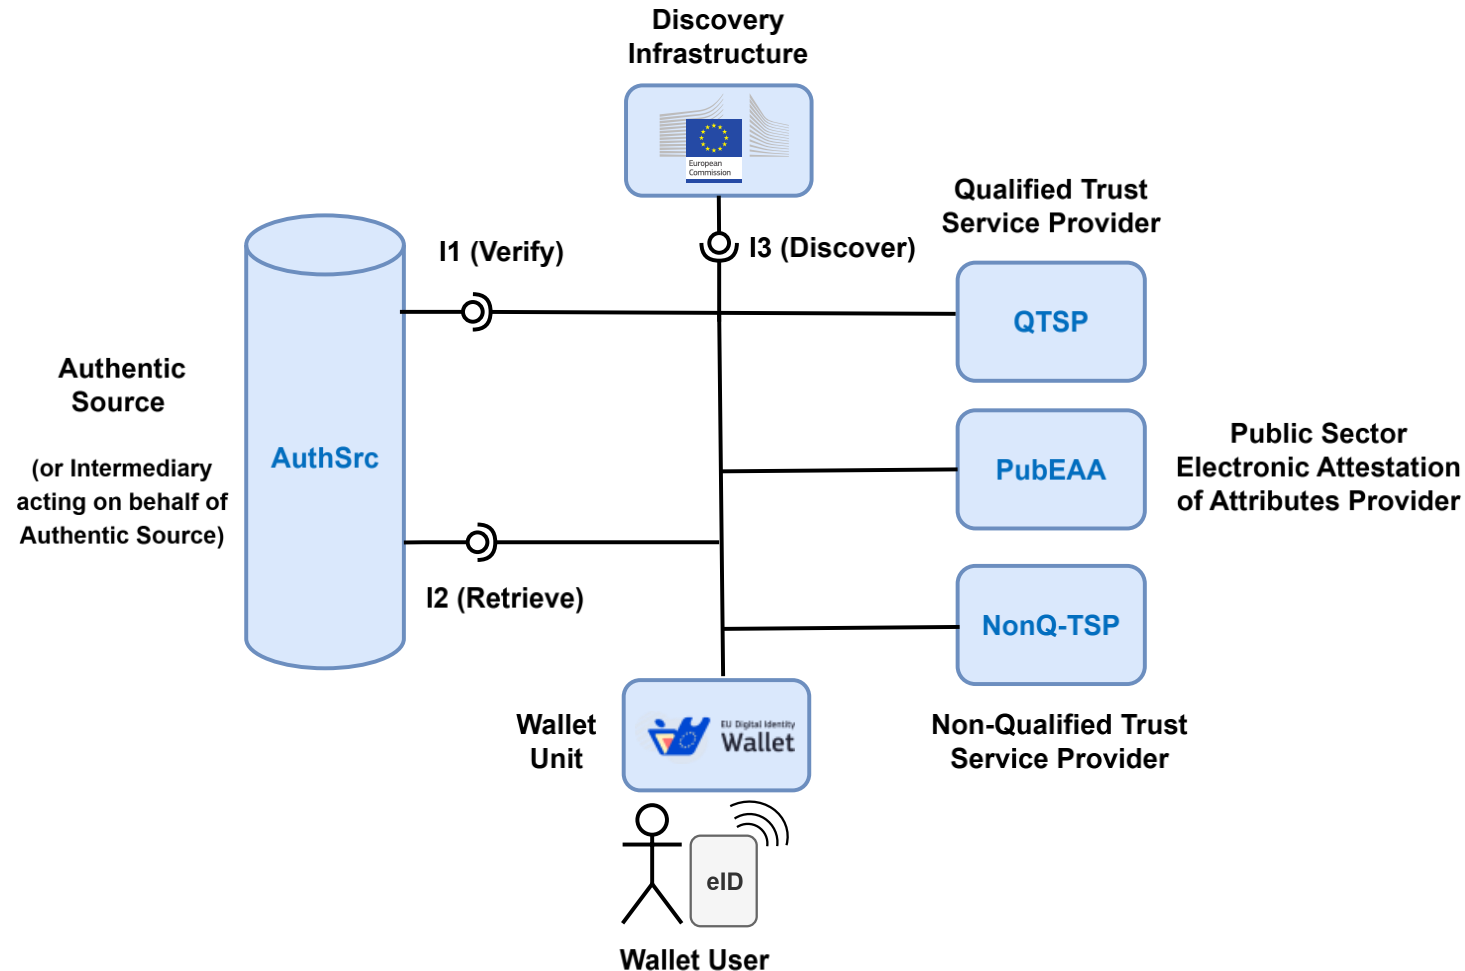 Discovery
Infrastructure
European
Commission
Qualified Trust
Service Provider
I1 (Verify)
I3 (Discover)
QTSP
Authentic
Source
(or Intermediary
acting on behalf of
Authentic Source)
AuthSrc
PubEAA
Public Sector
Electronic Attestation
of Attributes Provider
I2 (Retrieve)
NonQ-TSP
Wallet
Unit
EU Digital Identity
Wallet
Non-Qualified Trust
Service Provider
eID
Wallet User